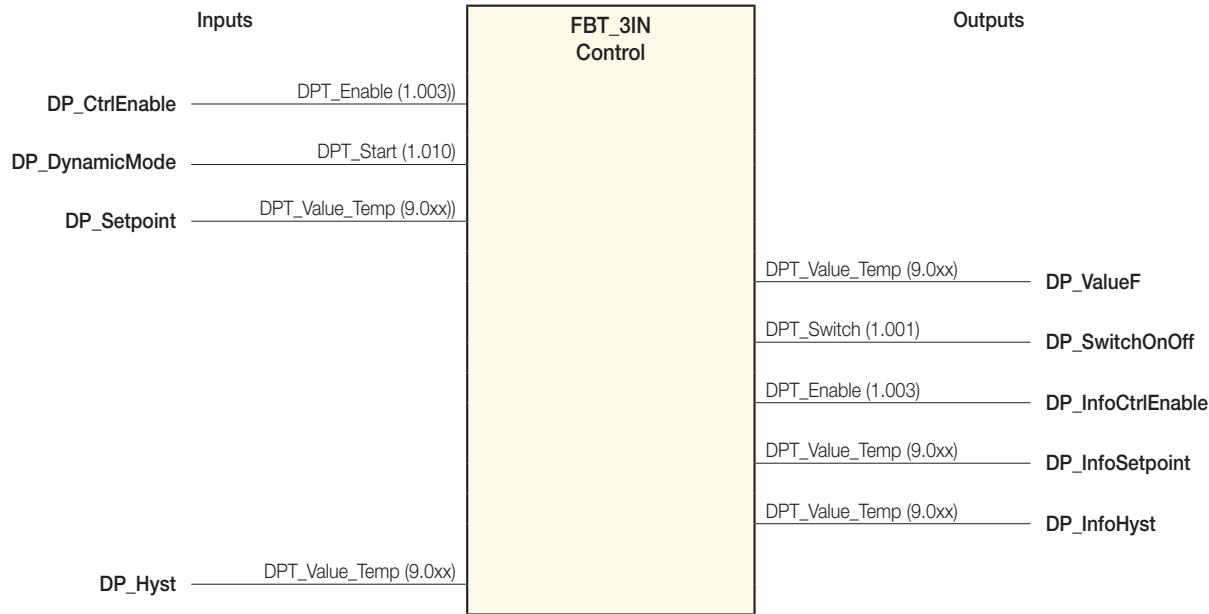 Inputs
FBT_3IN
Control
Outputs
DP_CtrlEnable
DPT_Enable (1.003))
DP_DynamicMode
DPT_Start (1.010)
DP_Setpoint
DPT_Value_Temp (9.0xx))
DPT_Value_Temp (9.0xx)
DP_ValueF
DPT_Switch (1.001)
DP_SwitchOnOff
DPT_Enable (1.003)
DP_InfoCtrlEnable
DPT_Value_Temp (9.0xx)
DP_InfoSetpoint
DPT_Value_Temp (9.0xx)
DP_InfoHyst
DP_Hyst
DPT_Value_Temp (9.0xx)